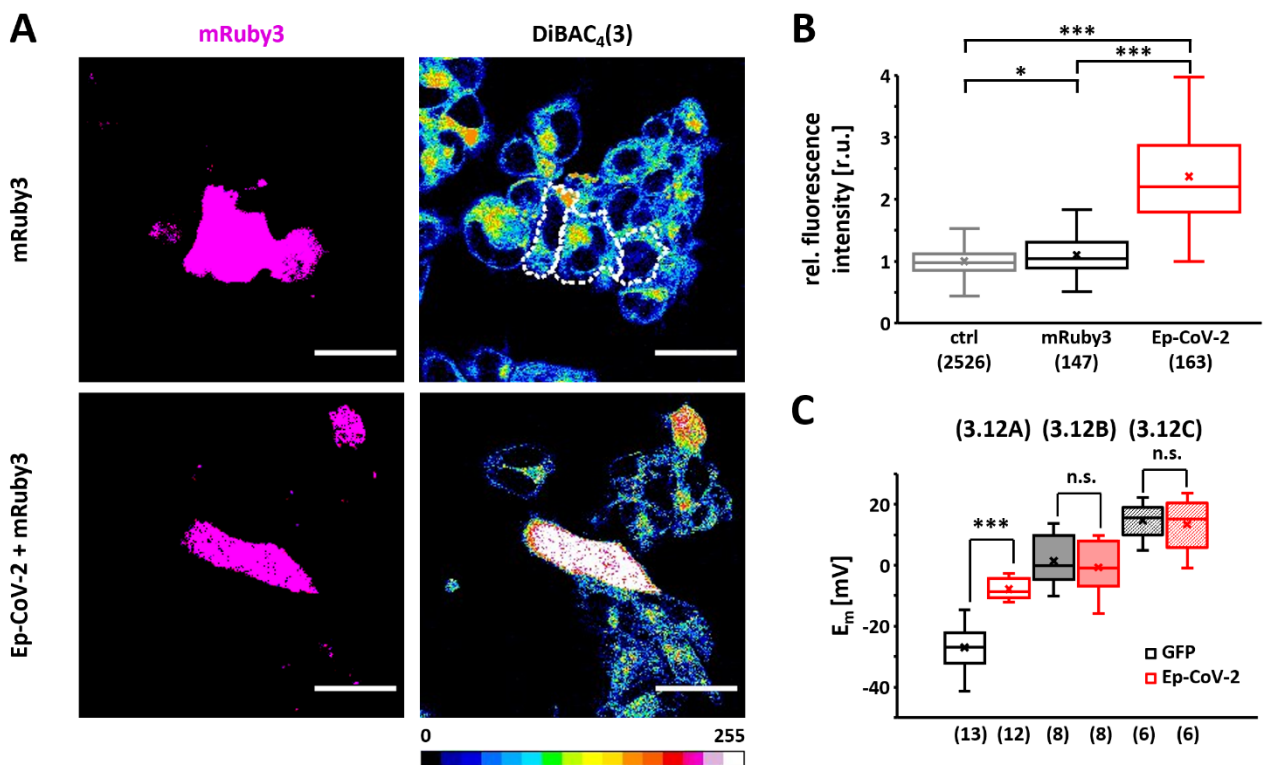 A
mRuby3
DiBAC₄(3)
mRuby3
Ep-CoV-2 + mRuby3
0
255
B
***
***
*
rel. fluorescence
intensity [r.u.]
4
3
2
1
0
ctrl
mRuby3
Ep-CoV-2
(2526)
(147)
(163)
C
(3.12A) (3.12B) (3.12C)
n.s.
n.s.
***
Eₘ [mV]
20
0
-20
-40
GFP
Ep-CoV-2
(13) (12) (8) (8) (6) (6)